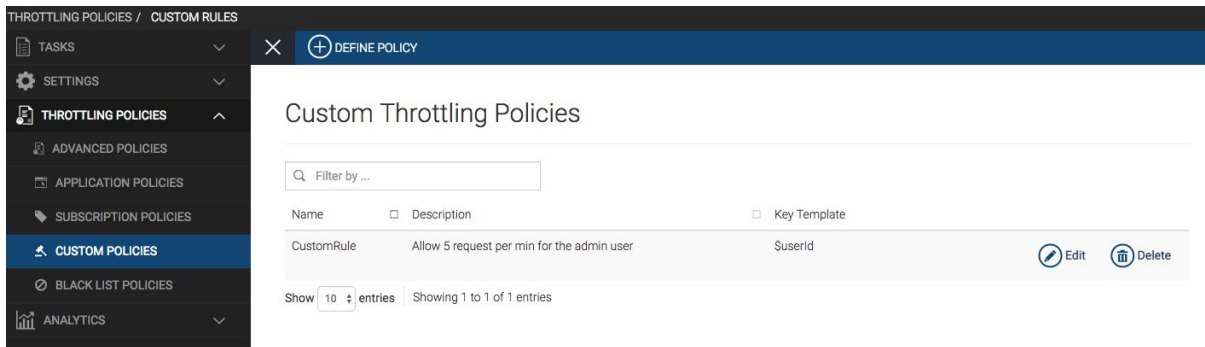 THROTTLING POLICIES / CUSTOM RULES
TASKS
SETTINGS
THROTTLING POLICIES
ADVANCED POLICIES
APPLICATION POLICIES
SUBSCRIPTION POLICIES
CUSTOM POLICIES
BLACK LIST POLICIES
ANALYTICS
DEFINE POLICY
Custom Throttling Policies
Filter by ...
Name Description Key Template
CustomRule Allow 5 request per min for the admin user $userId Edit Delete
Show 10 entries Showing 1 to 1 of 1 entries